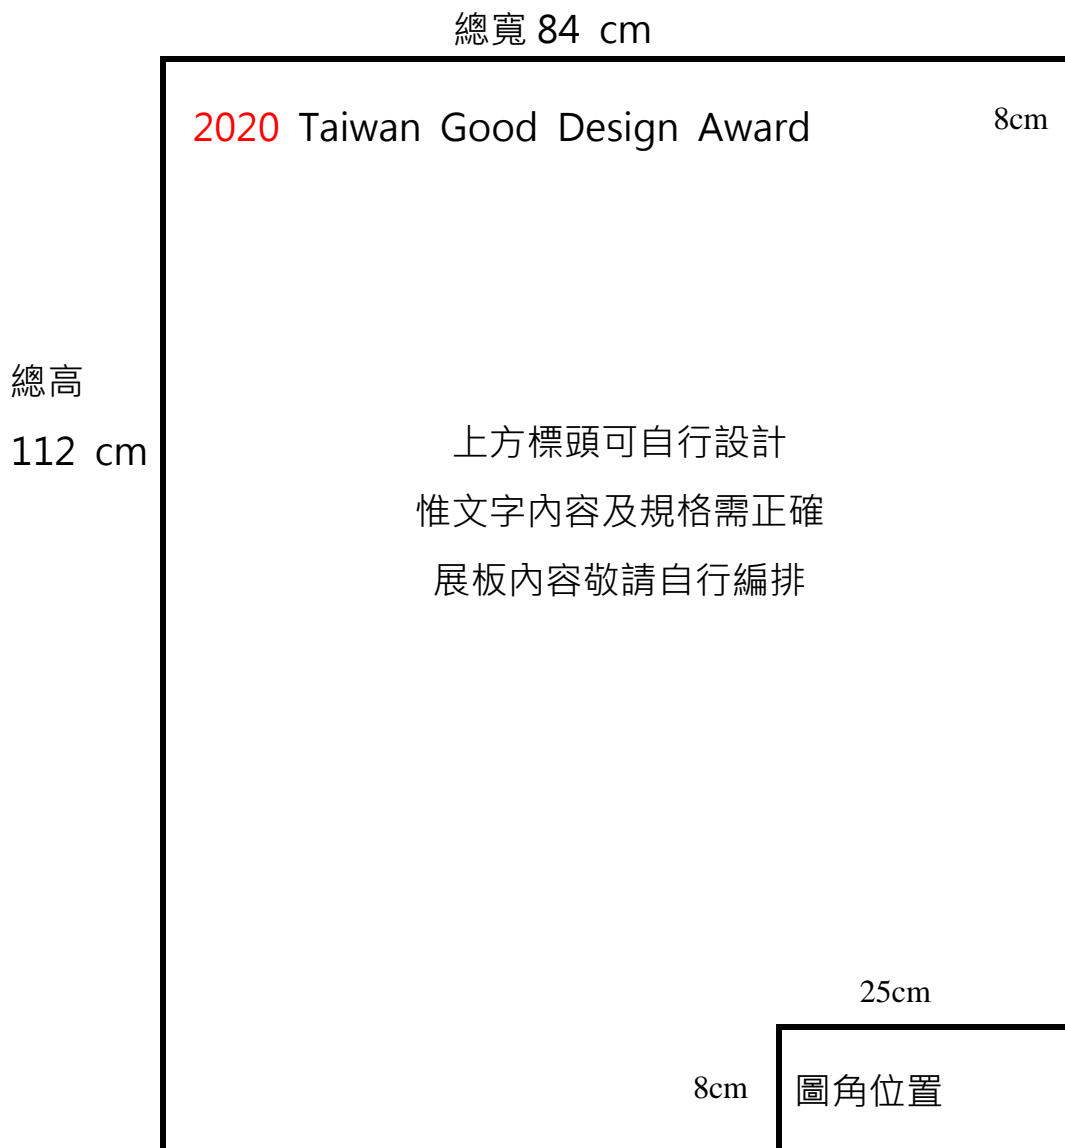 總寬 84 cm
2020 Taiwan Good Design Award
8cm
總高
112 cm
上方標頭可自行設計
惟文字內容及規格需正確
展板內容敬請自行編排
25cm
8cm
圖角位置